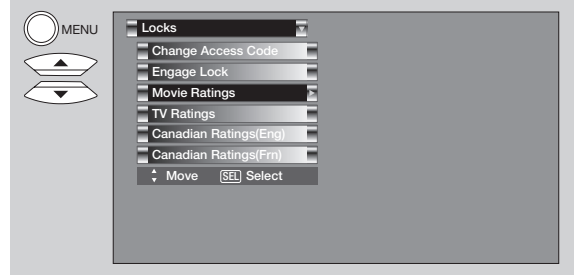 MENU
Locks
Change Access Code
Engage Lock
Movie Ratings
TV Ratings
Canadian Ratings(Eng)
Canadian Ratings(Frn)
Move SEL Select